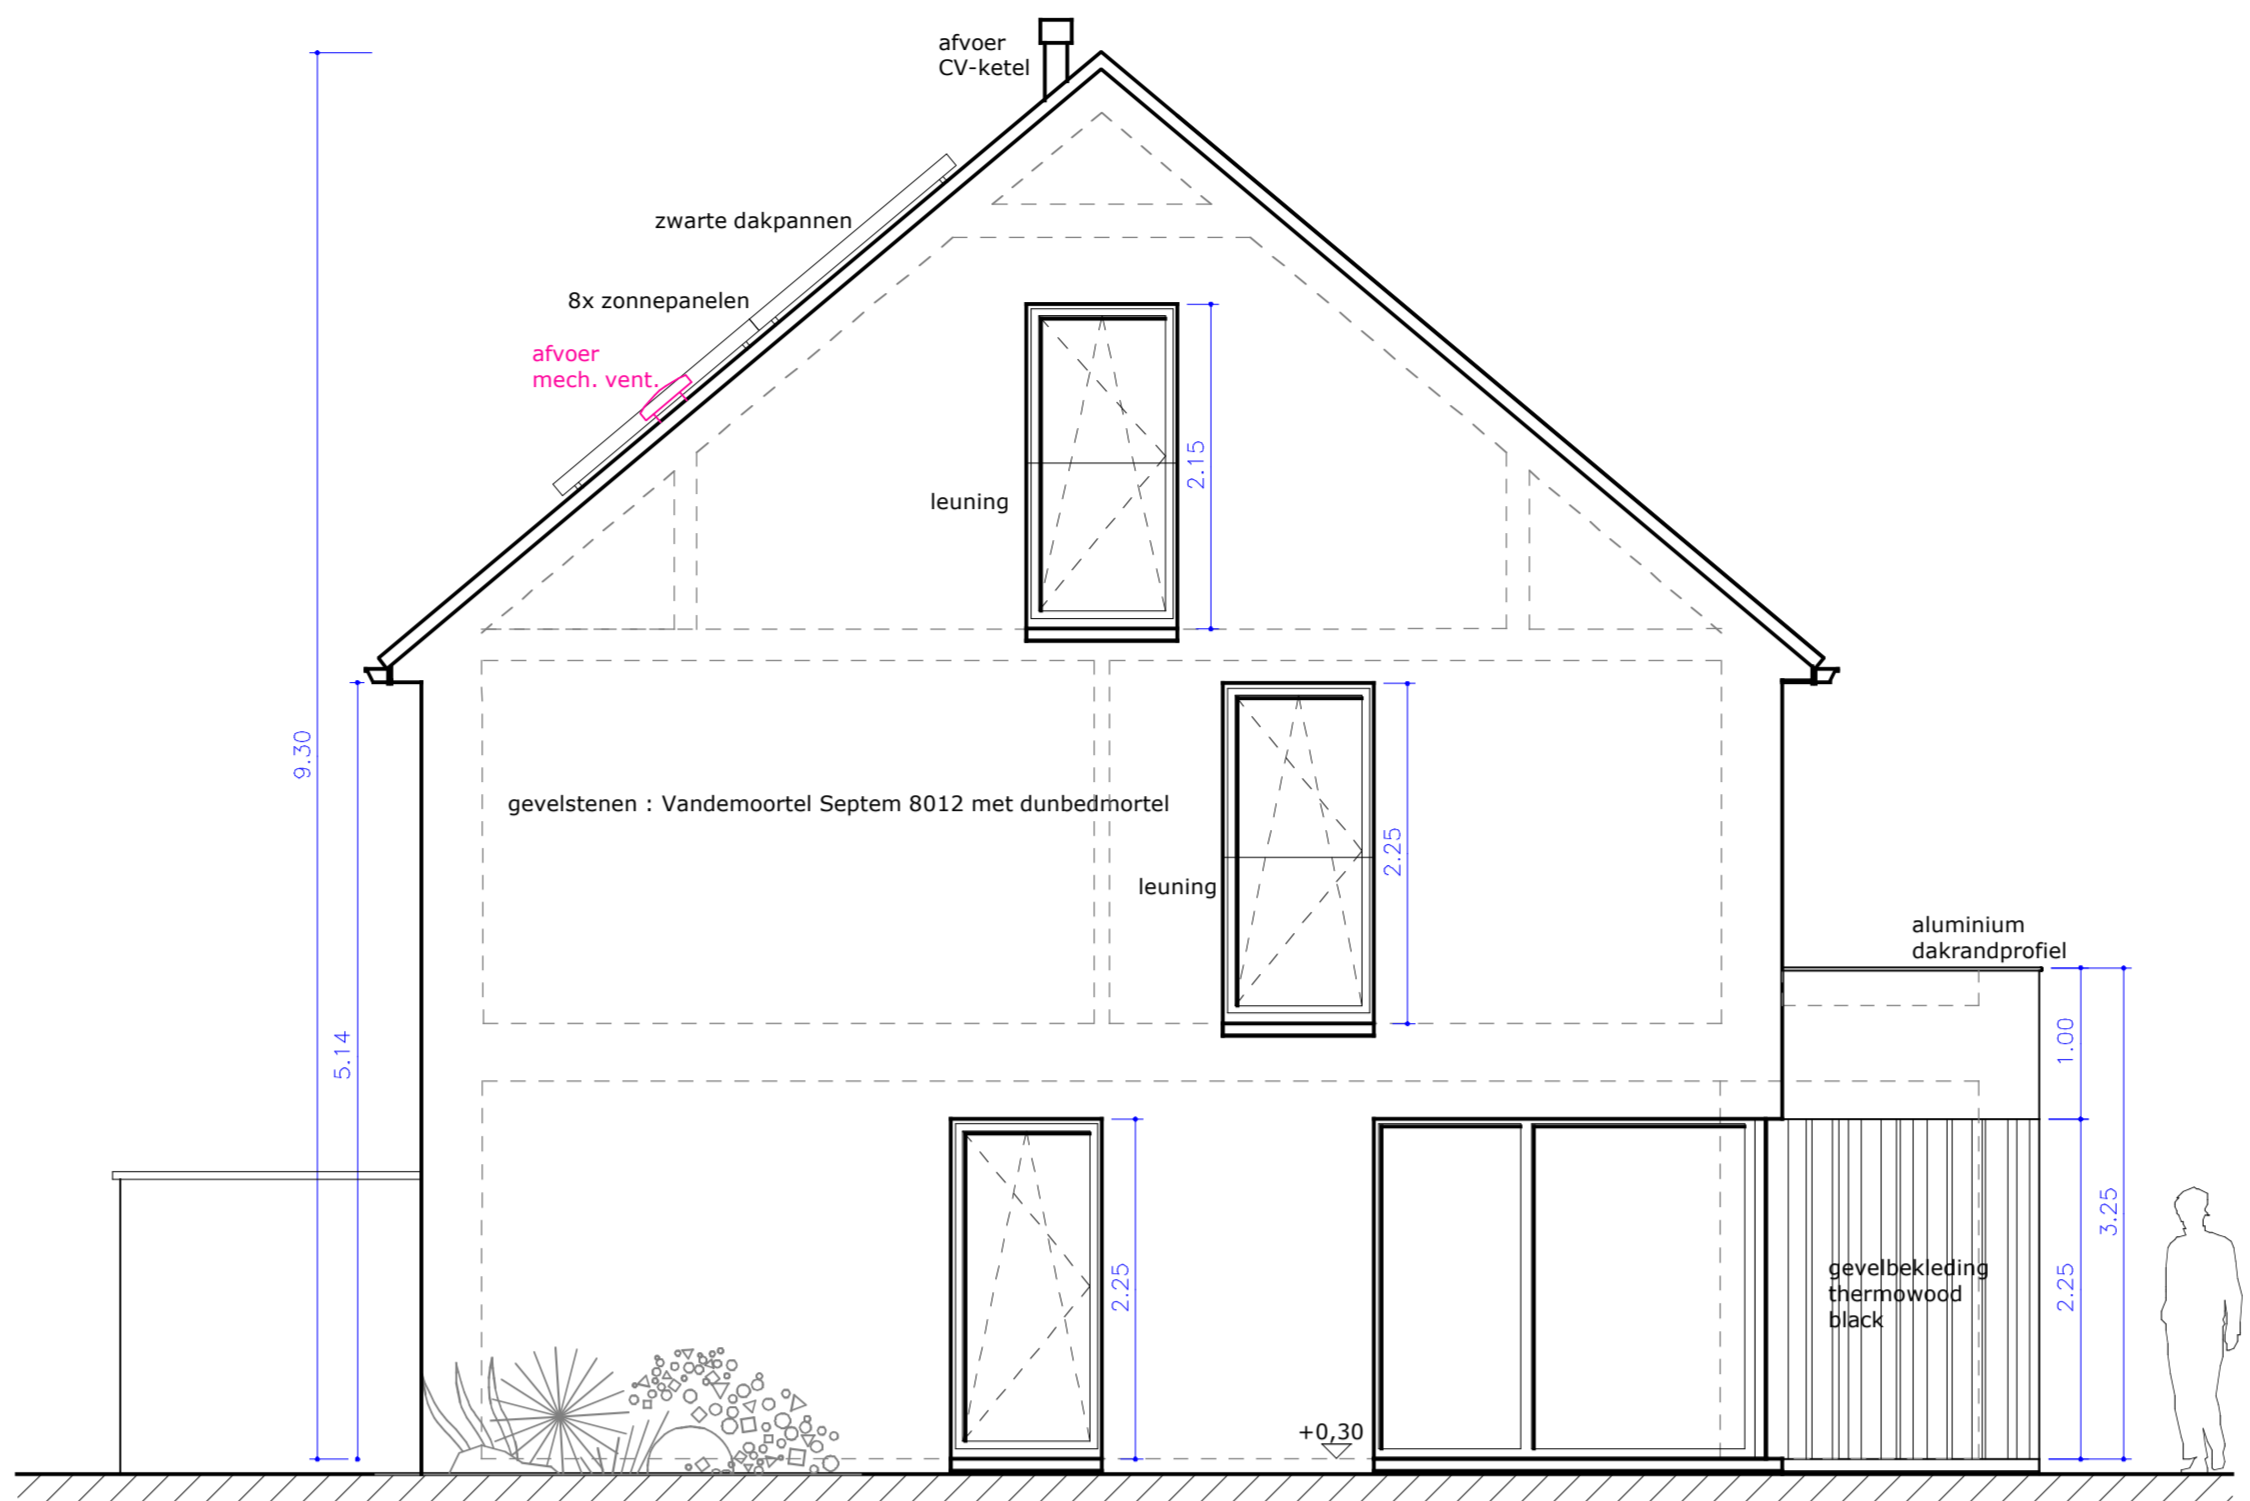 afvoer
CV-ketel
zwarte dakpannen
8x zonnepanelen
afvoer
mech. vent.
2.15
leuning
9.30
gevelstenen : Vandemoortel Septem 8012 met dunbedmortel
2.25
leuning
aluminium
dakrandprofiel
5.14
1.00
3.25
2.25
gevelbekleding
thermowood
black
2.25
+0,30